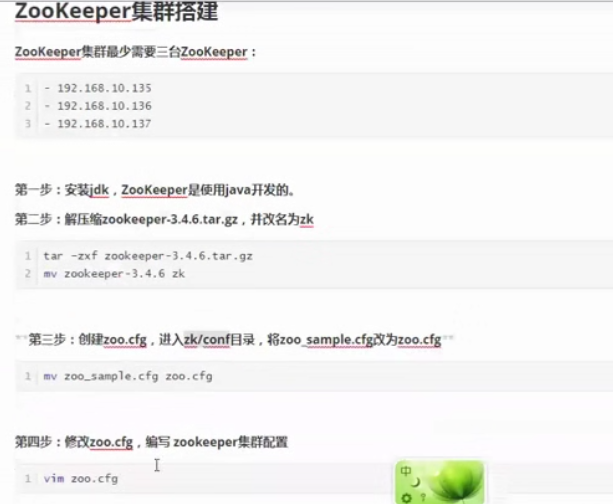 ZooKeeper集群搭建
ZooKeeper集群最少需要三台ZooKeeper：
1 - 192.168.10.135
2 - 192.168.10.136
3 - 192.168.10.137
第一步：安装jdk，ZooKeeper是使用java开发的。
第二步：解压缩zookeeper-3.4.6.tar.gz，并改名为zk
1 tar -zxf zookeeper-3.4.6.tar.gz
2 mv zookeeper-3.4.6 zk
**第三步：创建zoo.cfg，进入zk/conf目录，将zoo_sample.cfg改为zoo.cfg**
1 mv zoo_sample.cfg zoo.cfg
第四步：修改zoo.cfg，编写 zookeeper集群配置
1 vim zoo.cfg
中
?